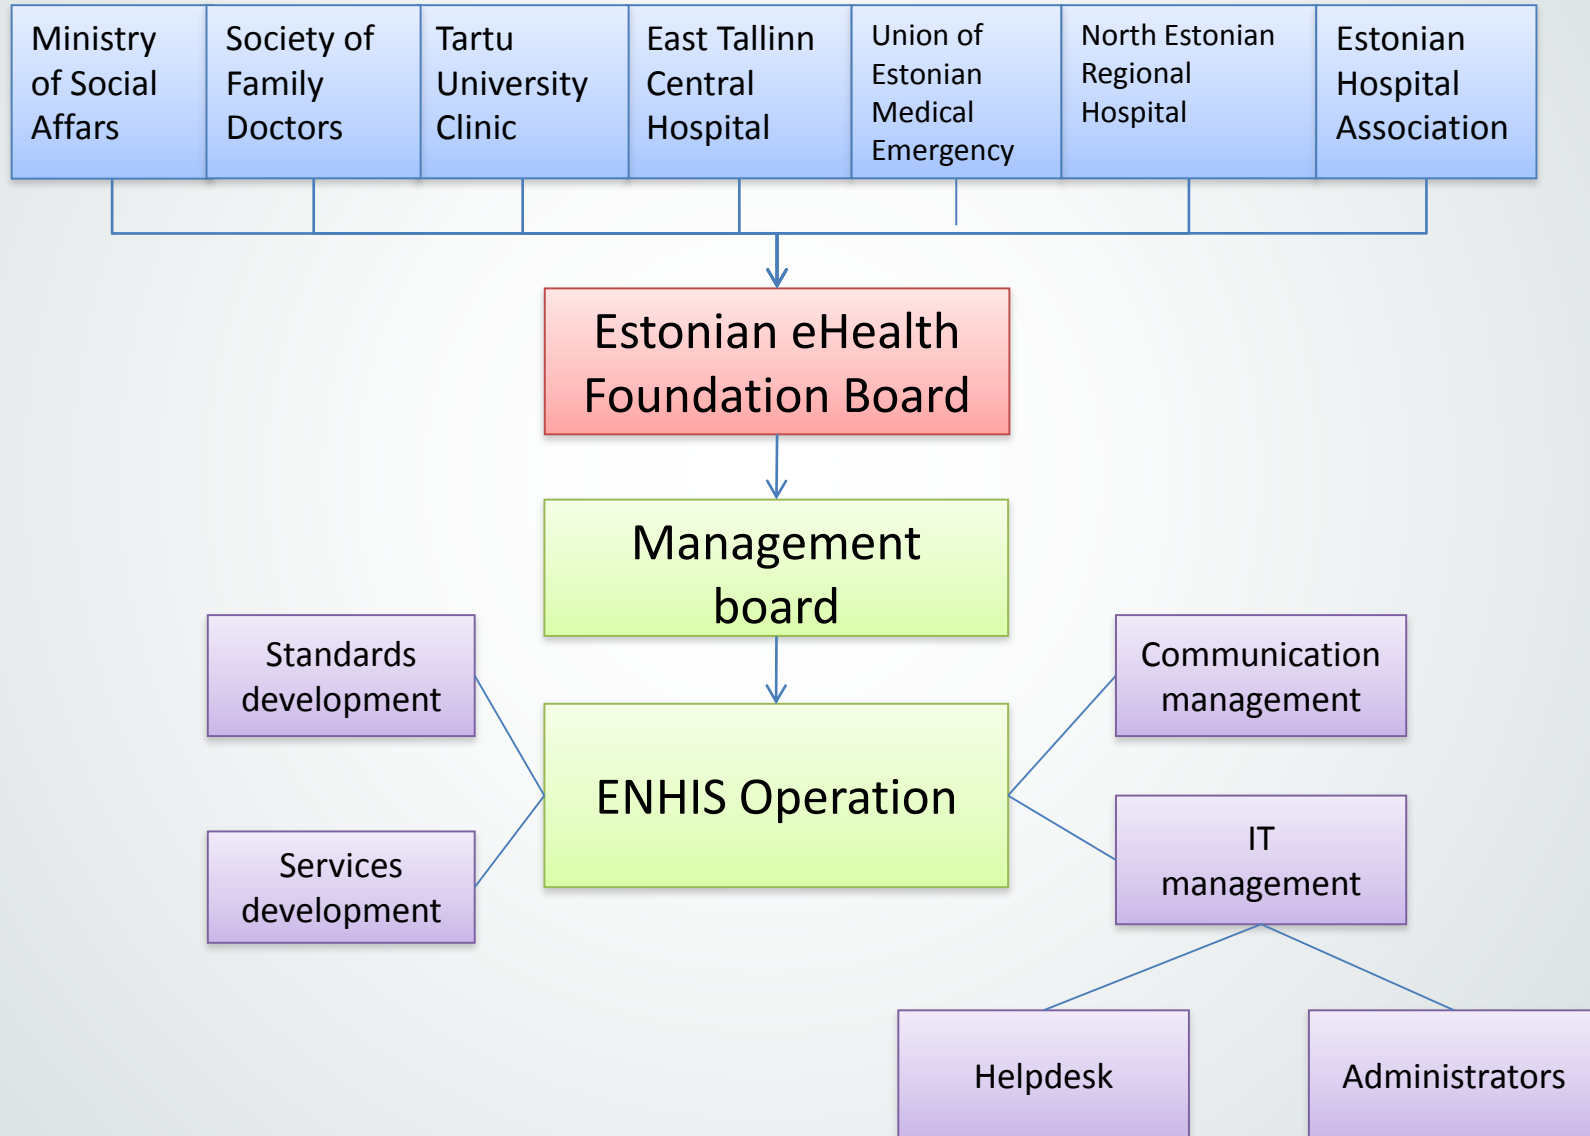 Ministry
of Social
Affars
Society of
Family
Doctors
Tartu
University
Clinic
East Tallinn
Central
Hospital
Union of
Estonian
Medical
Emergency
North Estonian
Regional
Hospital
Estonian
Hospital
Association
Estonian eHealth
Foundation Board
Management
board
Standards
development
Communication
management
ENHIS Operation
Services
development
IT
management
Helpdesk
Administrators